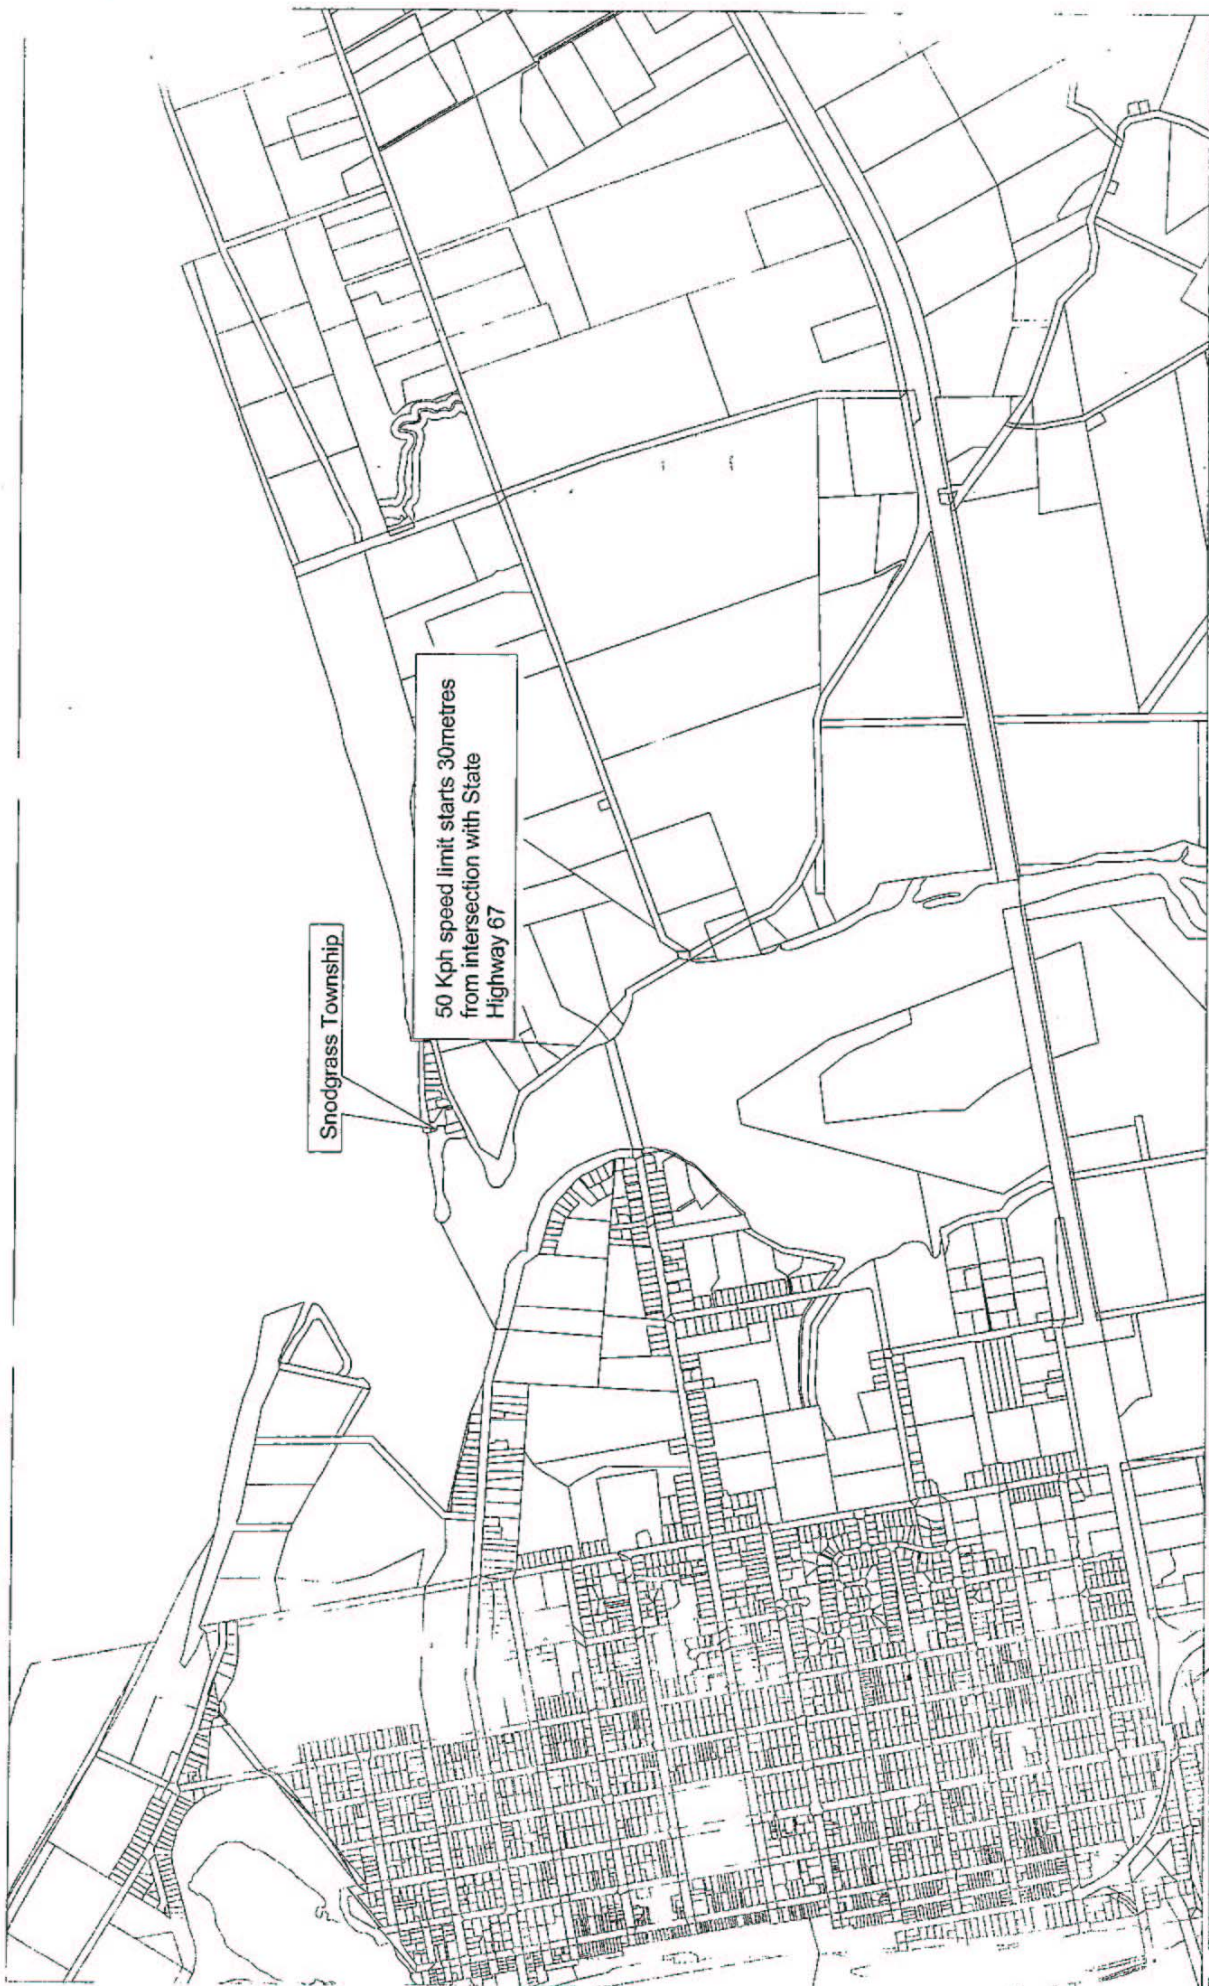 Snodgrass Township
50 Kph speed limit starts 30metres
from intersection with State
Highway 67